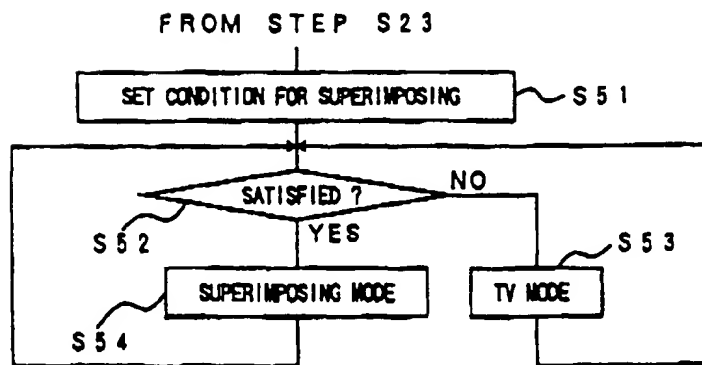 FROM STEP S23
SET CONDITION FOR SUPERIMPOSING
S51
SATISFIED ?
NO
S52
YES
S53
SUPERIMPOSING MODE
TV MODE
S54